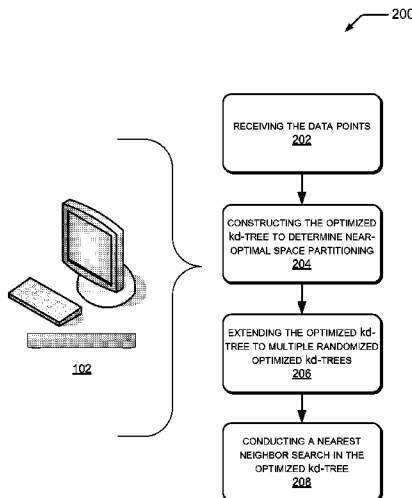 200
RECEIVING THE DATA POINTS
202
CONSTRUCTING THE OPTIMIZED
kd-TREE TO DETERMINE NEAR-
OPTIMAL SPACE PARTITIONING
204
EXTENDING THE OPTIMIZED kd-
TREE TO MULTIPLE RANDOMIZED
OPTIMIZED kd-TREES
206
102
CONDUCTING A NEAREST
NEIGHBOR SEARCH IN THE
OPTIMIZED kd-TREE
208